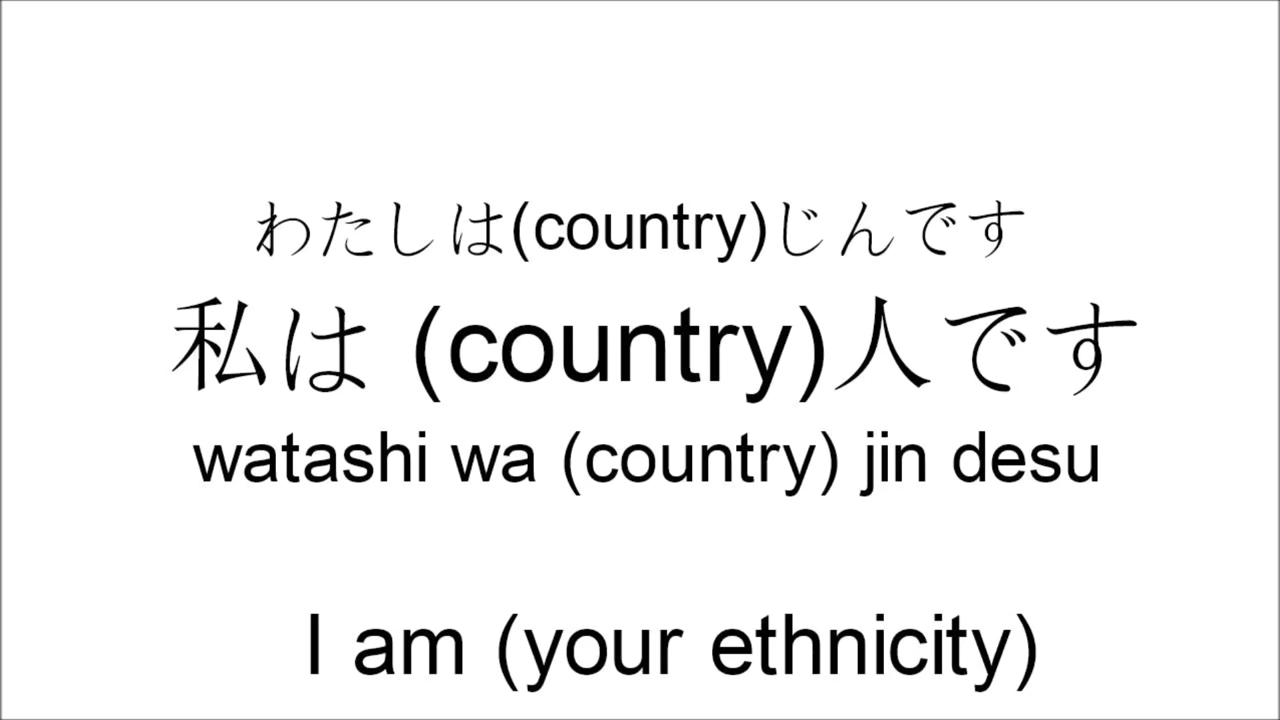 わたしは(country)じんです
私は (country)人です
watashi wa (country) jin desu
I am (your ethnicity)